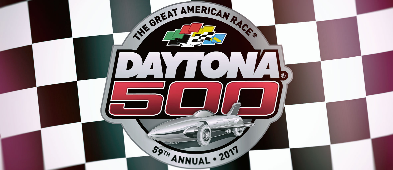 THE GREAT AMERICAN RACE®
DAYTONA®
500
59TH ANNUAL • 2017